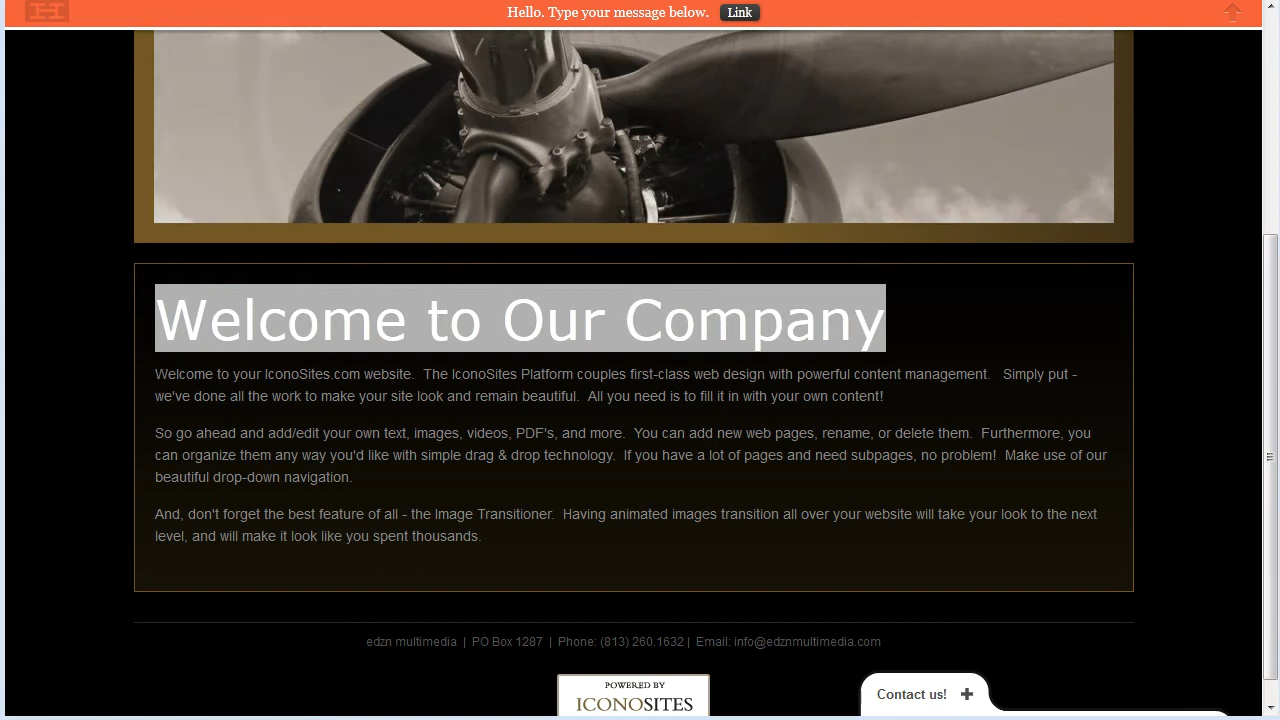 Hello. Type your message below. Link
Welcome to Our Company
Welcome to your IconoSites.com website. The IconoSites Platform couples first-class web design with powerful content management. Simply put -
we've done all the work to make your site look and remain beautiful. All you need is to fill it in with your own content!
So go ahead and add/edit your own text, images, videos, PDF's, and more. You can add new web pages, rename, or delete them. Furthermore, you
can organize them any way you'd like with simple drag & drop technology. If you have a lot of pages and need subpages, no problem! Make use of our
beautiful drop-down navigation.
And, don't forget the best feature of all - the Image Transitioner. Having animated images transition all over your website will take your look to the next
level, and will make it look like you spent thousands.
edzn multimedia | PO Box 1287 | Phone: (813) 260.1632 | Email: info@edznmultimedia.com
POWERED BY
ICONOSITES
Contact us!